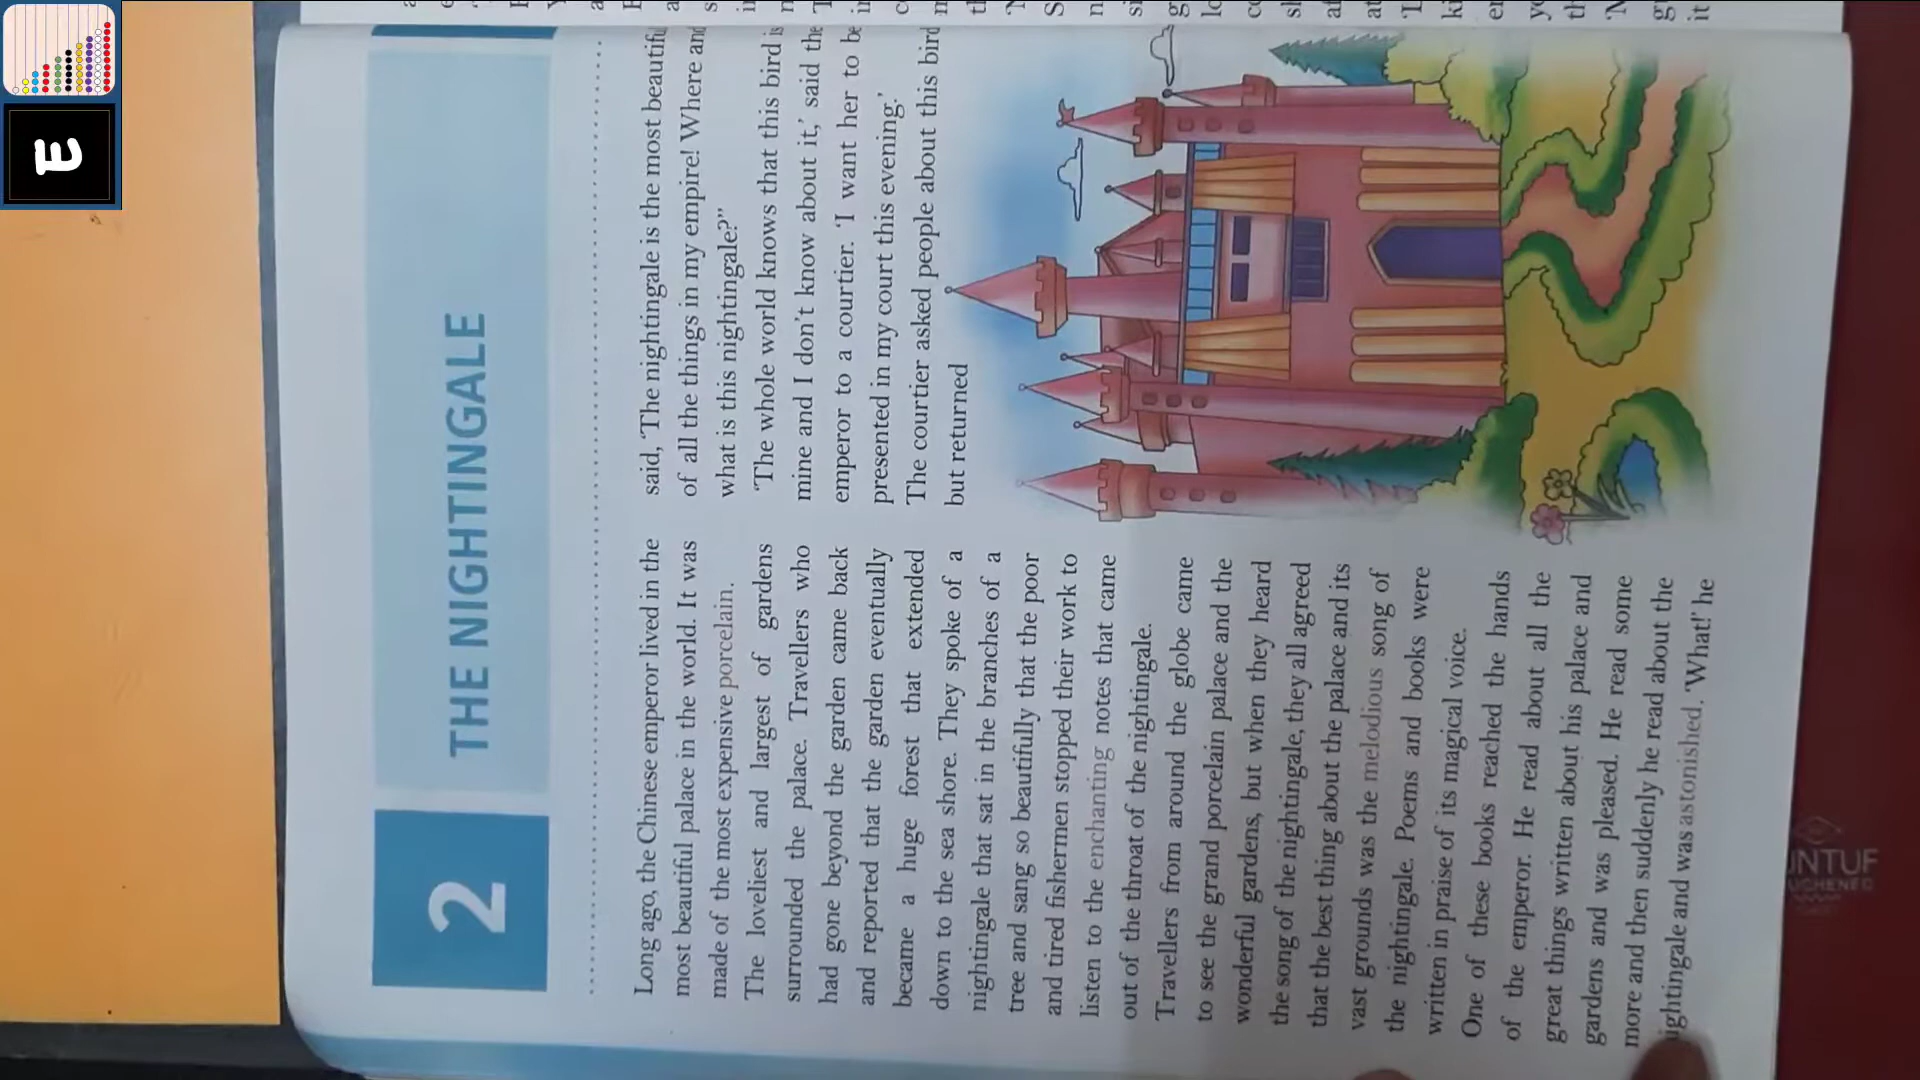 2
THE NIGHTINGALE
Long ago, the Chinese emperor lived in the
most beautiful palace in the world. It was
made of the most expensive porcelain.
The loveliest and largest of gardens
surrounded the palace. Travellers who
had gone beyond the garden came back
and reported that the garden eventually
became a huge forest that extended
down to the sea shore. They spoke of a
nightingale that sat in the branches of a
tree and sang so beautifully that the poor
and tired fishermen stopped their work to
listen to the enchanting notes that came
out of the throat of the nightingale.
Travellers from around the globe came
to see the grand porcelain palace and the
wonderful gardens, but when they heard
the song of the nightingale, they all agreed
that the best thing about the palace and its
vast grounds was the melodious song of
the nightingale. Poems and books were
written in praise of its magical voice.
One of these books reached the hands
of the emperor. He read about all the
great things written about his palace and
gardens and was pleased. He read some
more and then suddenly he read about the
ightingale and was astonished. 'What!' he
said, 'The nightingale is the most beautifu
of all the things in my empire! Where and
what is this nightingale?"
'The whole world knows that this bird is
mine and I don't know about it,' said the
emperor to a courtier. 'I want her to be
presented in my court this evening.'
The courtier asked people about this bird
but returned
E
UNTUF
UCHENED